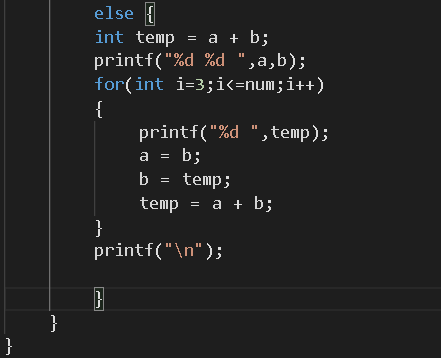 else {
int temp = a + b;
printf("%d %d ",a,b);
for(int i=3;i<=num;i++)
{
printf("%d ",temp);
a = b;
b = temp;
temp = a + b;
}
printf("\n");
}
}
}